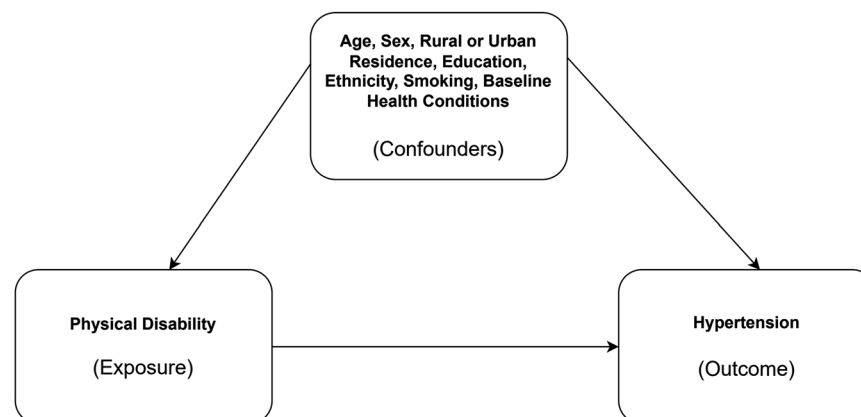 Age, Sex, Rural or Urban
Residence, Education,
Ethnicity, Smoking, Baseline
Health Conditions
(Confounders)
Physical Disability
(Exposure)
Hypertension
(Outcome)